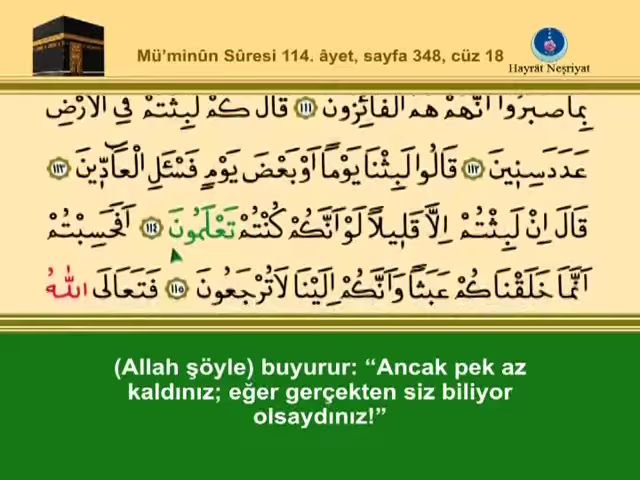 Mü’minûn Sûresi 114. âyet, sayfa 348, cüz 18
Hayrât Neşriyat
بِمَا صَبَرُٓوا اَنَّهُمْ هُمُ الْفَٓائِزُونَ ﴿١١١﴾ قَالَ كَمْ لَبِثْتُمْ فِي الْاَرْضِ
عَدَدَ سِن۪ينَ ﴿١١٢﴾ قَالُوا لَبِثْنَا يَوْمًا اَوْ بَعْضَ يَوْمٍ فَسْـَٔلِ الْعَٓادّ۪ينَ ﴿١١٣﴾
قَالَ اِنْ لَبِثْتُمْ اِلَّا قَل۪يلًا لَوْ اَنَّكُمْ كُنْتُمْ تَعْلَمُونَ ﴿١١٤﴾ اَفَحَسِبْتُمْ
اَنَّمَا خَلَقْنَاكُمْ عَبَثًا وَاَنَّكُمْ اِلَيْنَا لَا تُرْجَعُونَ ﴿١١٥﴾ فَتَعَالَى اللّٰهُ
(Allah şöyle) buyurur: “Ancak pek az
kaldınız; eğer gerçekten siz biliyor
olsaydınız!”